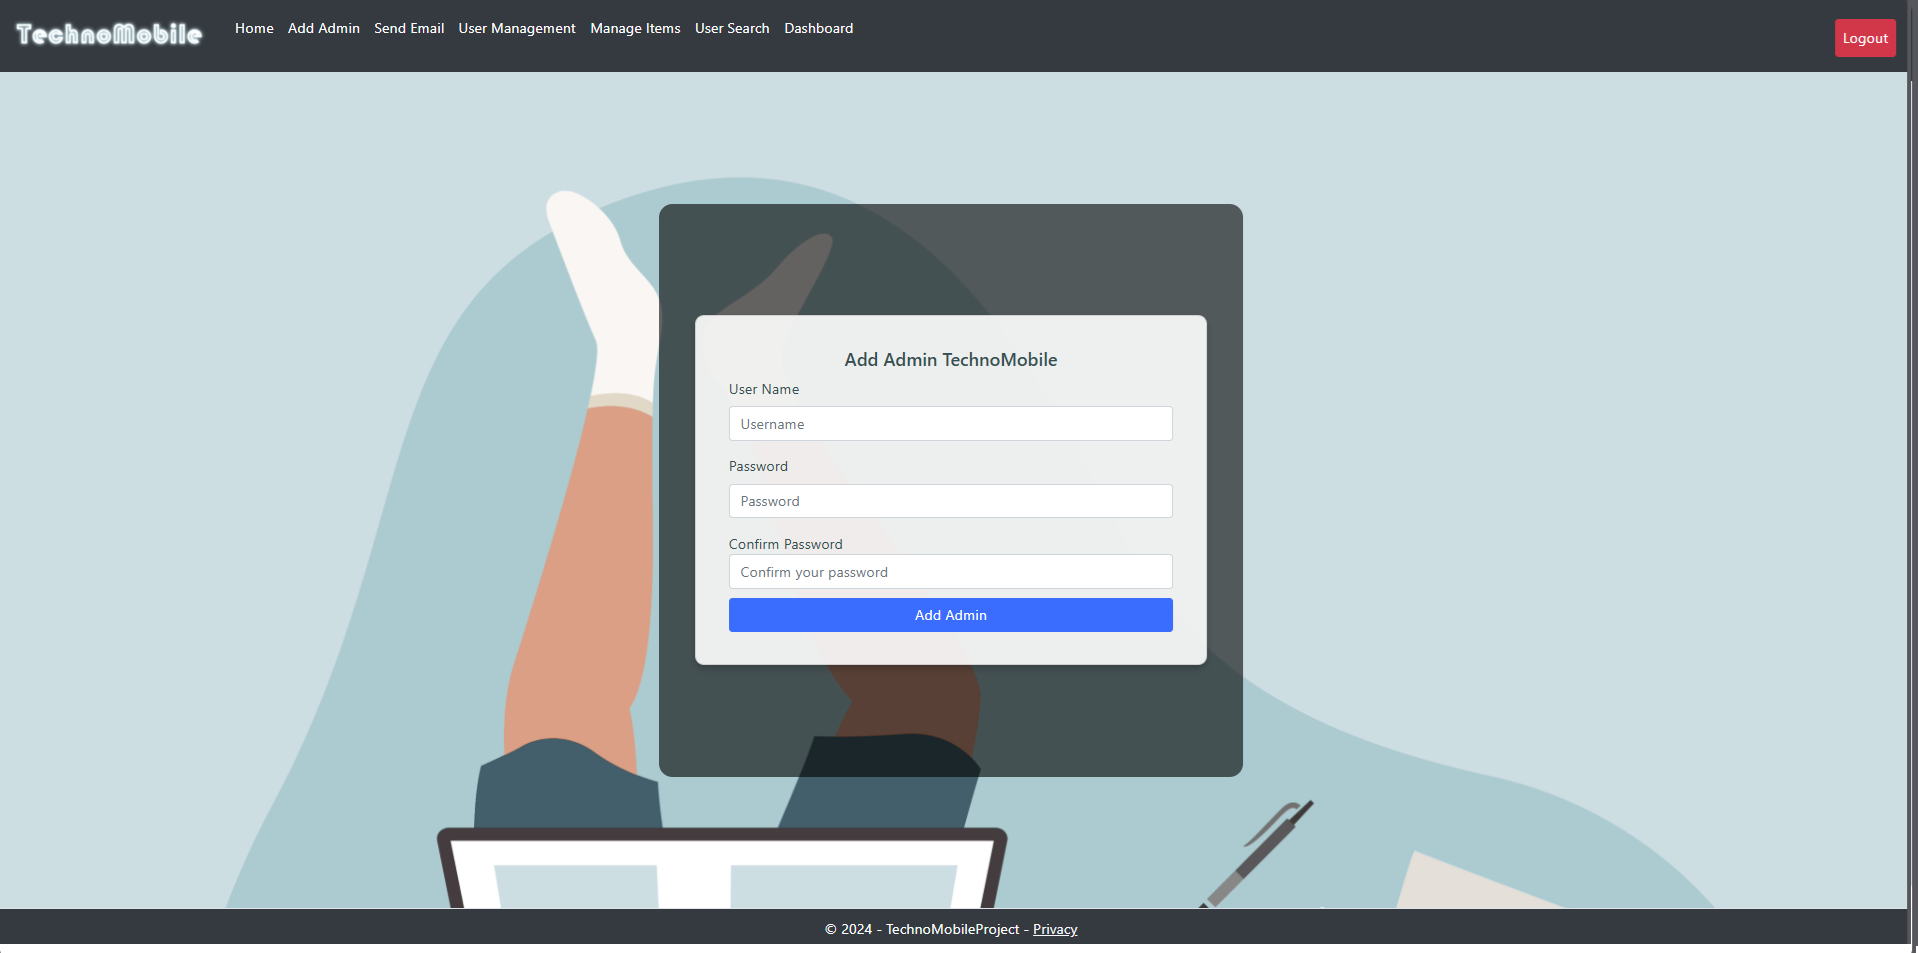 TechnoMobile
Home Add Admin Send Email User Management Manage Items User Search Dashboard
Logout
Add Admin TechnoMobile
User Name
Username
Password
Password
Confirm Password
Confirm your password
Add Admin
© 2024 - TechnoMobileProject - Privacy